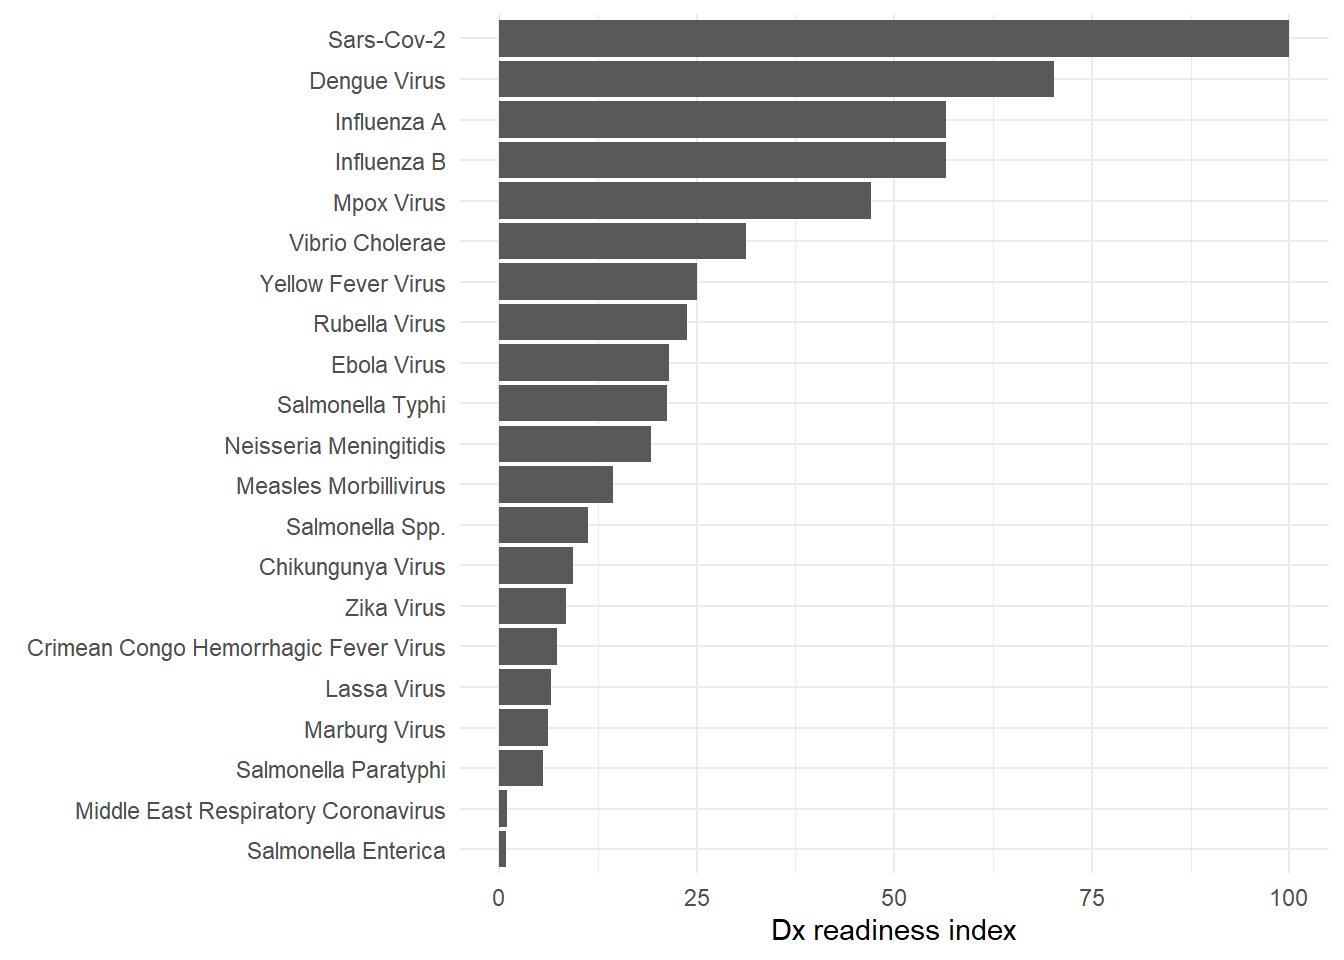 Sars-Cov-2
Dengue Virus
Influenza A
Influenza B
Mpox Virus
Vibrio Cholerae
Yellow Fever Virus
Rubella Virus
Ebola Virus
Salmonella Typhi
Neisseria Meningitidis
Measles Morbillivirus
Salmonella Spp.
Chikungunya Virus
Zika Virus
Crimean Congo Hemorrhagic Fever Virus
Lassa Virus
Marburg Virus
Salmonella Paratyphi
Middle East Respiratory Coronavirus
Salmonella Enterica
0 25 50 75 100
Dx readiness index